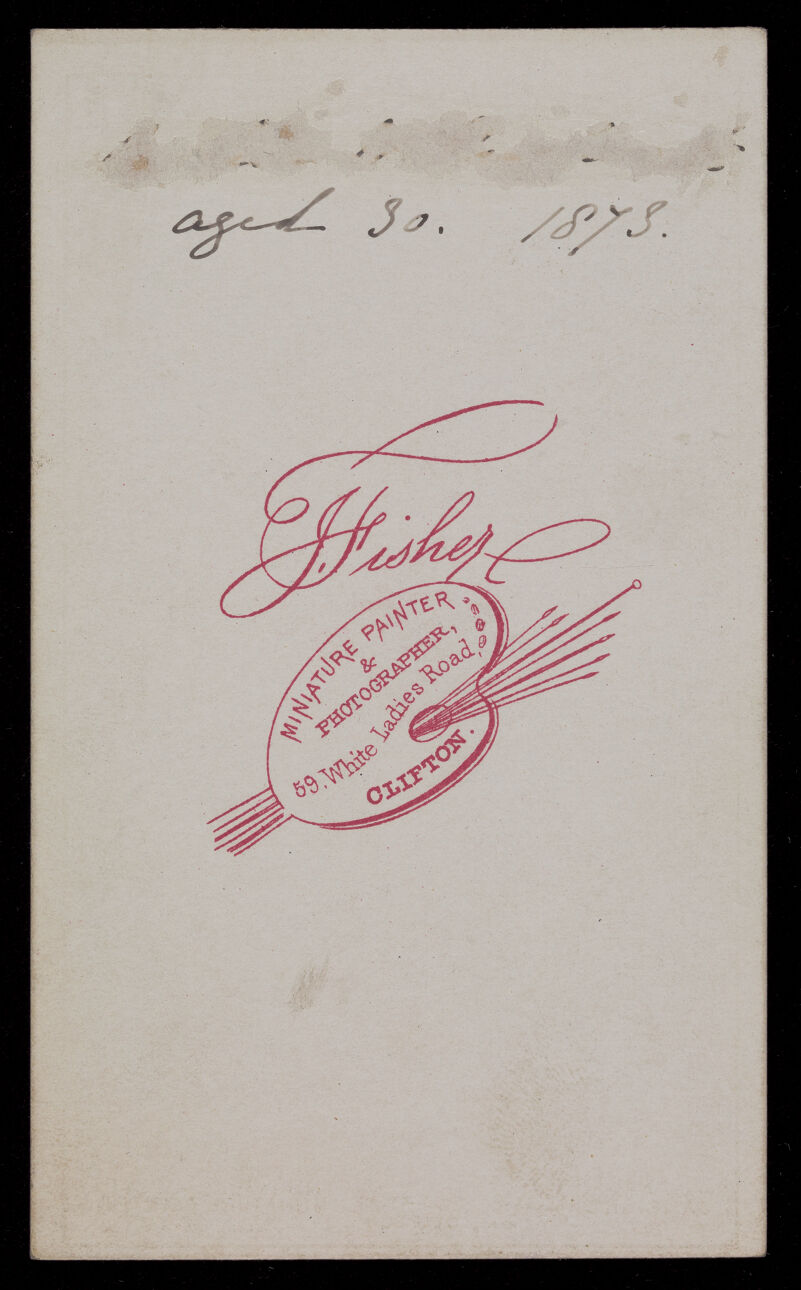 aged 30. 1873.
Fisher
MINIATURE PAINTER
&
PHOTOGRAPHER,
59, White Ladies Road,
CLIFTON.